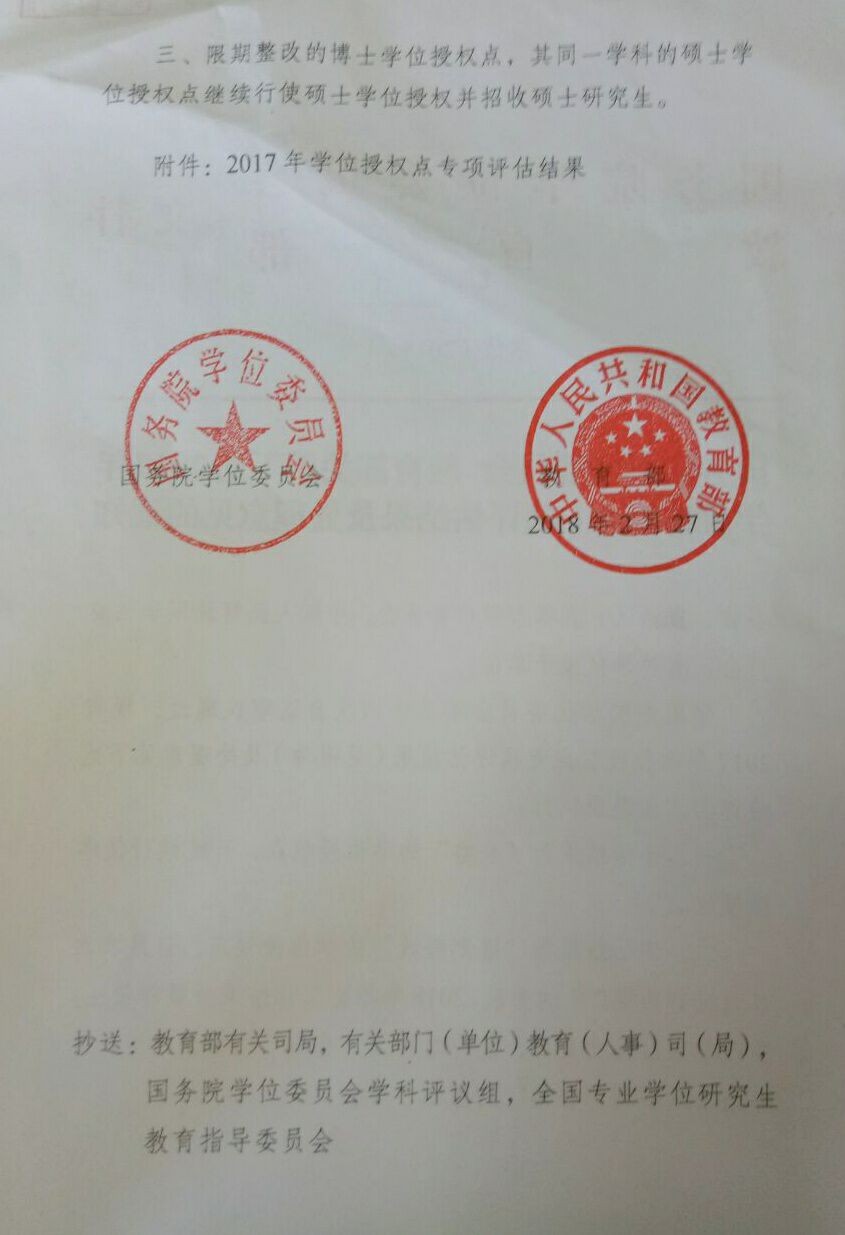 三、限期整改的博士学位授权点，其同一学科的硕士学
位授权点继续行使硕士学位授权并招收硕士研究生。
附件：2017年学位授权点专项评估结果
国务院学位委员会
中华人民共和国教育部
国务院学位委员会
教育部
2018年2月27日
抄送：教育部有关司局，有关部门（单位）教育（人事）司（局），
国务院学位委员会学科评议组，全国专业学位研究生
教育指导委员会